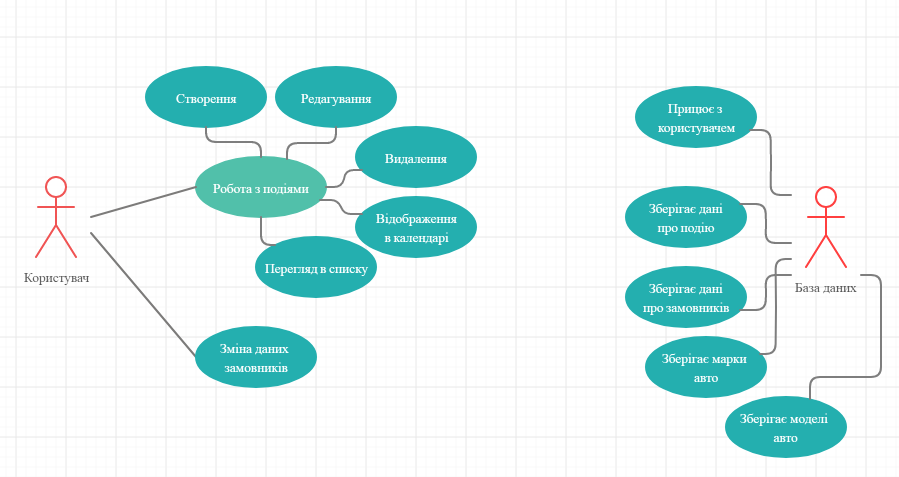 Створення
Редагування
Видалення
Робота з подіями
Відображення
в календарі
Перегляд в списку
Користувач
Зміна даних
замовників
Прицює з
користувачем
Зберігає дані
про подію
Зберігає дані
про замовників
База даних
Зберігає марки
авто
Зберігає моделі
авто